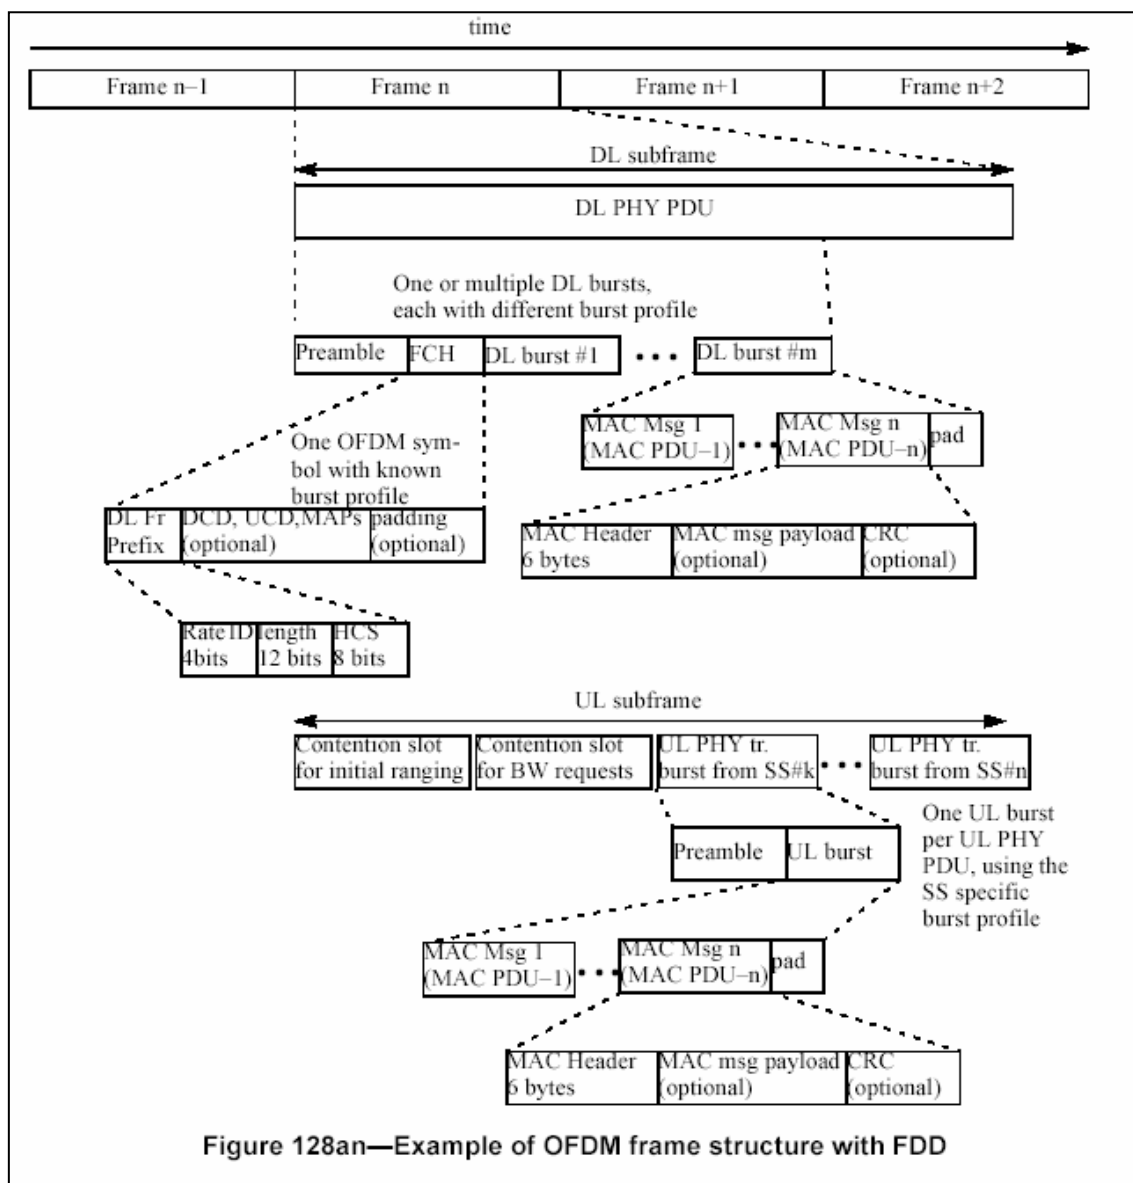 time
Frame n–1 Frame n Frame n+1 Frame n+2
DL subframe
DL PHY PDU
One or multiple DL bursts,
each with different burst profile
Preamble FCH DL burst #1 ••• DL burst #m
MAC Msg 1 ••• MAC Msg n pad
(MAC PDU–1) (MAC PDU–n)
One OFDM sym-
bol with known
burst profile
DL Fr DCD, UCD,MAPs padding
Prefix (optional) (optional)
MAC Header MAC msg payload CRC
6 bytes (optional) (optional)
Rate ID length HCS
4bits 12 bits 8 bits
UL subframe
Contention slot Contention slot UL PHY tr. ••• UL PHY tr.
for initial ranging for BW requests burst from SS#k burst from SS#n
One UL burst
per UL PHY
PDU, using the
SS specific
burst profile
Preamble UL burst
MAC Msg 1 ••• MAC Msg n pad
(MAC PDU–1) (MAC PDU–n)
MAC Header MAC msg payload CRC
6 bytes (optional) (optional)
Figure 128an—Example of OFDM frame structure with FDD